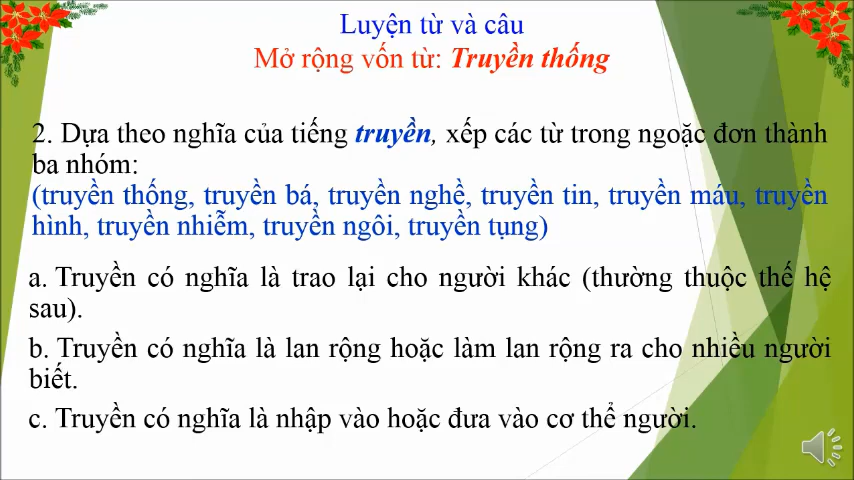 Luyện từ và câu
Mở rộng vốn từ: Truyền thống
2. Dựa theo nghĩa của tiếng truyền, xếp các từ trong ngoặc đơn thành
ba nhóm:
(truyền thống, truyền bá, truyền nghề, truyền tin, truyền máu, truyền
hình, truyền nhiễm, truyền ngôi, truyền tụng)
a. Truyền có nghĩa là trao lại cho người khác (thường thuộc thế hệ
sau).
b. Truyền có nghĩa là lan rộng hoặc làm lan rộng ra cho nhiều người
biết.
c. Truyền có nghĩa là nhập vào hoặc đưa vào cơ thể người.